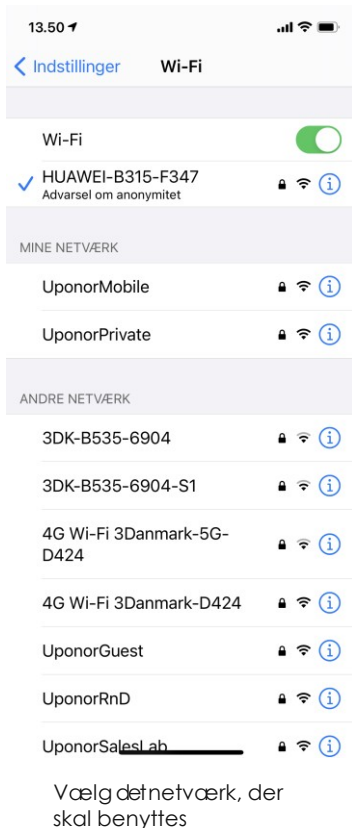 13.50
Indstillinger Wi-Fi
Wi-Fi
HUAWEI-B315-F347
Advarsel om anonymitet
MINE NETVÆRK
UponorMobile
UponorPrivate
ANDRE NETVÆRK
3DK-B535-6904
3DK-B535-6904-S1
4G Wi-Fi 3Danmark-5G-
D424
4G Wi-Fi 3Danmark-D424
UponorGuest
UponorRnD
UponorSalesLab
Vælg detnetværk, der
skal benyttes